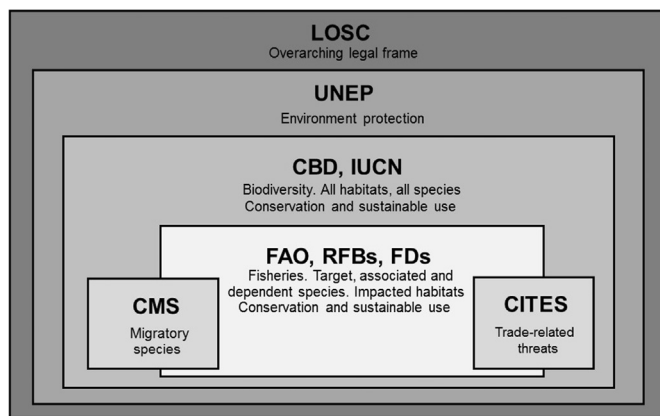 LOSC
Overarching legal frame
UNEP
Environment protection
CBD, IUCN
Biodiversity. All habitats, all species
Conservation and sustainable use
FAO, RFBs, FDs
Fisheries. Target, associated and
dependent species. Impacted habitats
Conservation and sustainable use
CMS
Migratory
species
CITES
Trade-related
threats